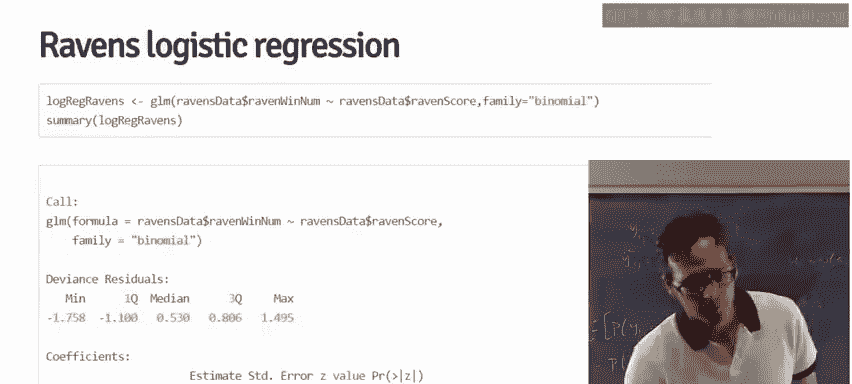 Ravens logistic regression
logRegRavens <- glm(ravensData$ravenWinNum ~ ravensData$ravenScore,family="binomial")
summary(logRegRavens)
Call:
glm(formula = ravensData$ravenWinNum ~ ravensData$ravenScore,
family = "binomial")
Deviance Residuals:
Min 1Q Median 3Q Max
-1.758 -1.100 0.530 0.806 1.495
Coefficients:
Estimate Std. Error z value Pr(>|z|)